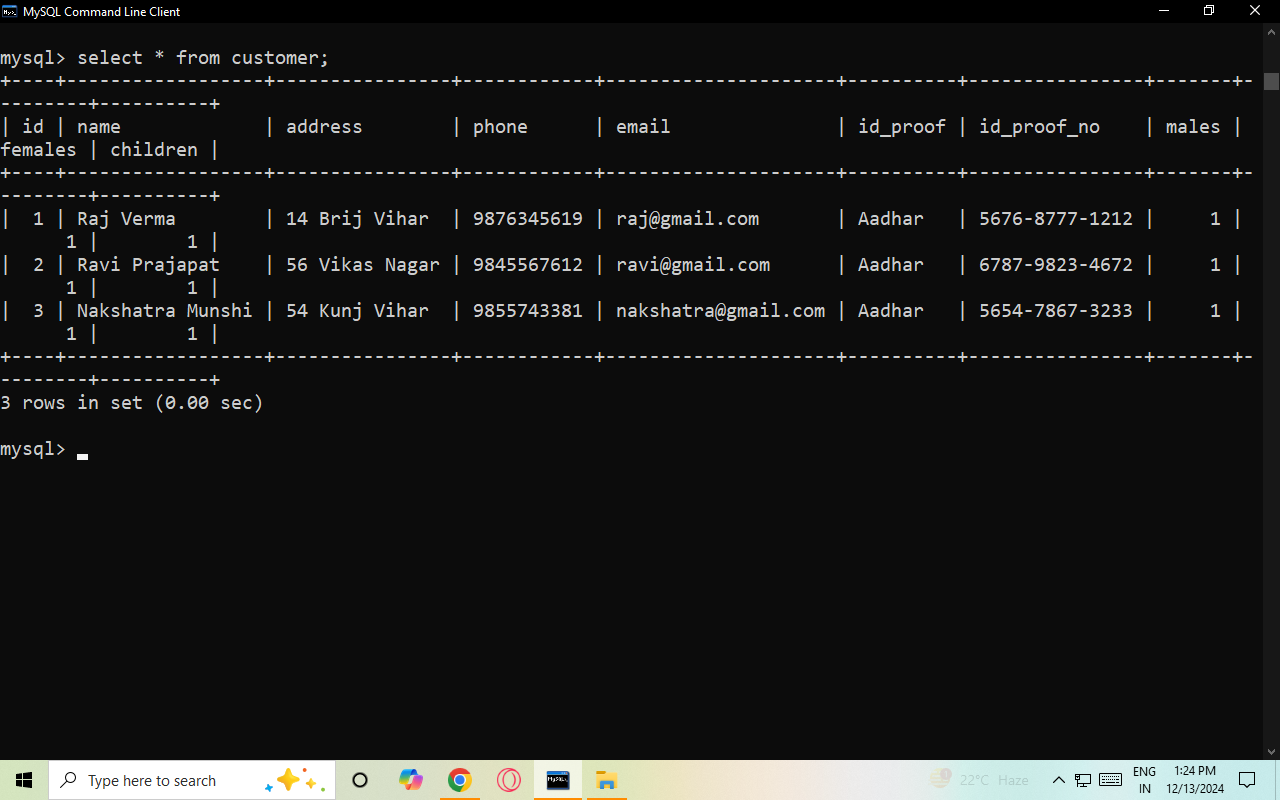 MySQL Command Line Client
mysql> select * from customer;
+----+------------------+----------------+------------+---------------------+----------+----------------+-------+-
--------+----------+
| id | name             | address        | phone      | email               | id_proof | id_proof_no    | males |
females | children |
+----+------------------+----------------+------------+---------------------+----------+----------------+-------+-
--------+----------+
|  1 | Raj Verma        | 14 Brij Vihar  | 9876345619 | raj@gmail.com       | Aadhar   | 5676-8777-1212 |     1 |
      1 |        1 |
|  2 | Ravi Prajapat    | 56 Vikas Nagar | 9845567612 | ravi@gmail.com      | Aadhar   | 6787-9823-4672 |     1 |
      1 |        1 |
|  3 | Nakshatra Munshi | 54 Kunj Vihar  | 9855743381 | nakshatra@gmail.com | Aadhar   | 5654-7867-3233 |     1 |
      1 |        1 |
+----+------------------+----------------+------------+---------------------+----------+----------------+-------+-
--------+----------+
3 rows in set (0.00 sec)
mysql>
Type here to search
22°C Haze
ENG
IN
1:24 PM
12/13/2024